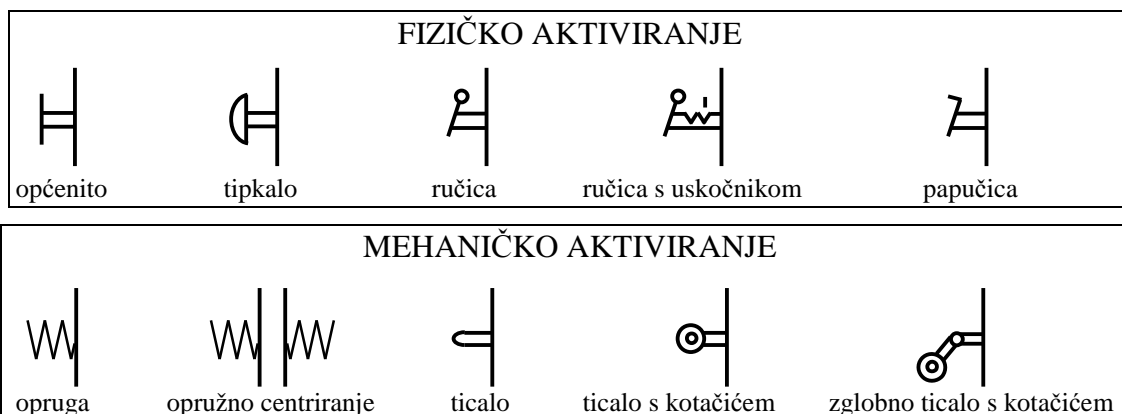 FIZIČKO AKTIVIRANJE
općenito tipkalo ručica ručica s uskočnikom papučica
MEHANIČKO AKTIVIRANJE
opruga opružno centriranje ticalo ticalo s kotačićem zglobno ticalo s kotačićem